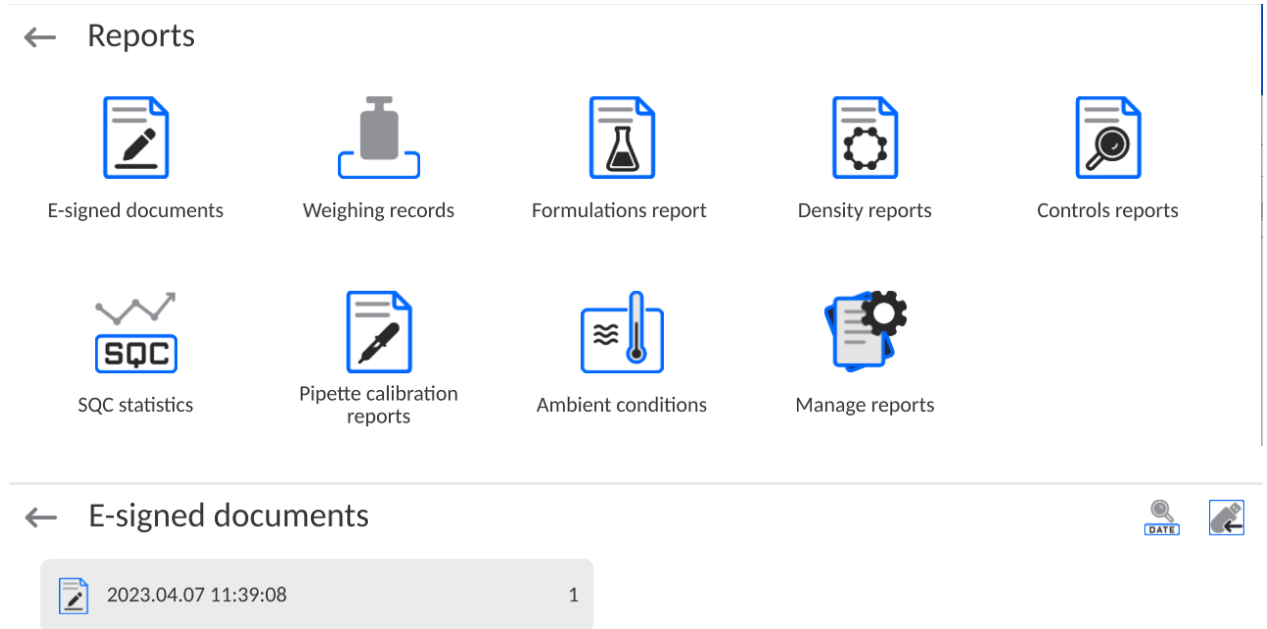 Reports
E-signed documents
Weighing records
Formulations report
Density reports
Controls reports
SQC
SQC statistics
Pipette calibration
reports
Ambient conditions
Manage reports
E-signed documents
DATE
2023.04.07 11:39:08 1